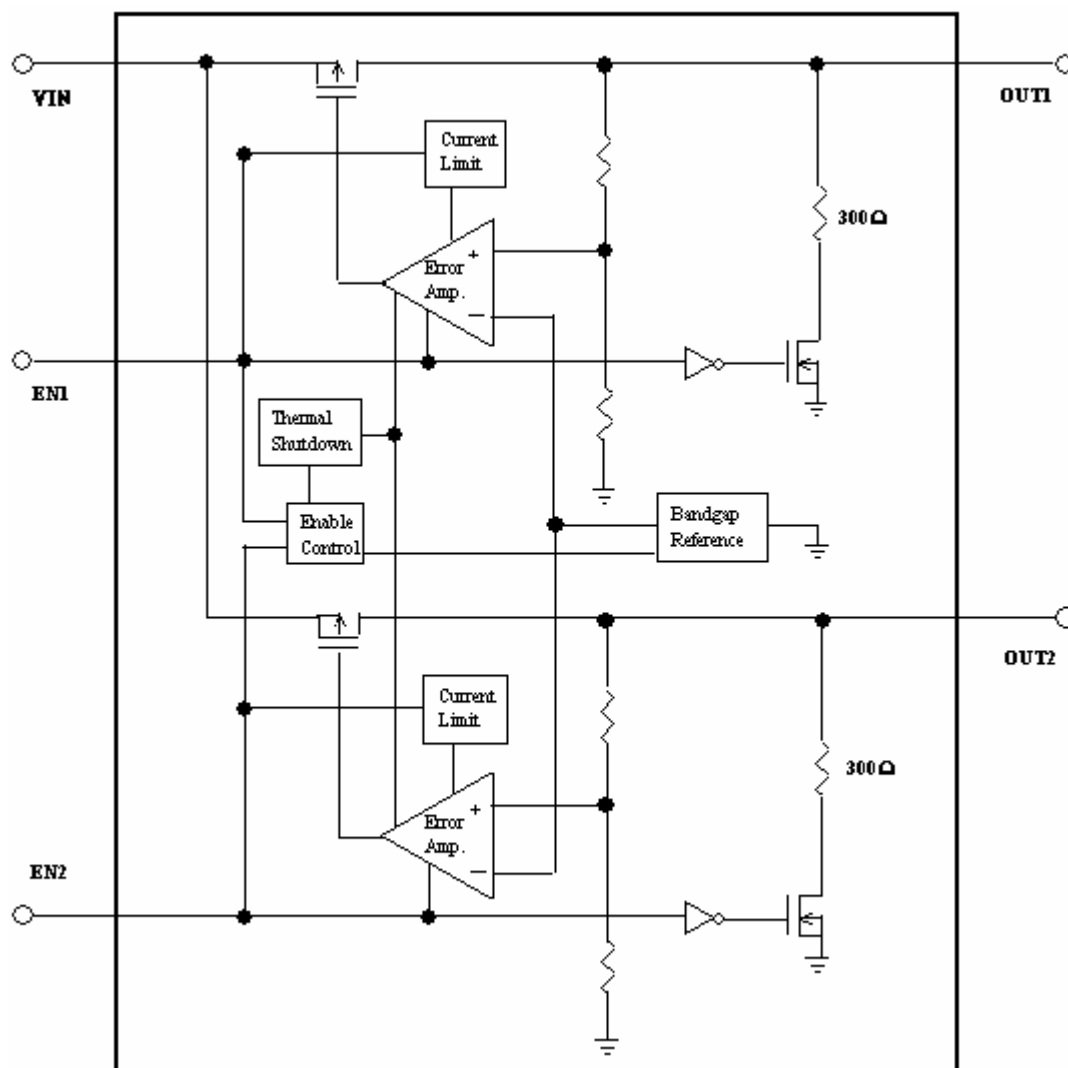 VIN
OUT1
Current
Limit
300Ω
+
Error
Amp.
—
EN1
Thermal
Shutdown
Enable
Control
Bandgap
Reference
OUT2
Current
Limit
300Ω
+
Error
Amp.
—
EN2